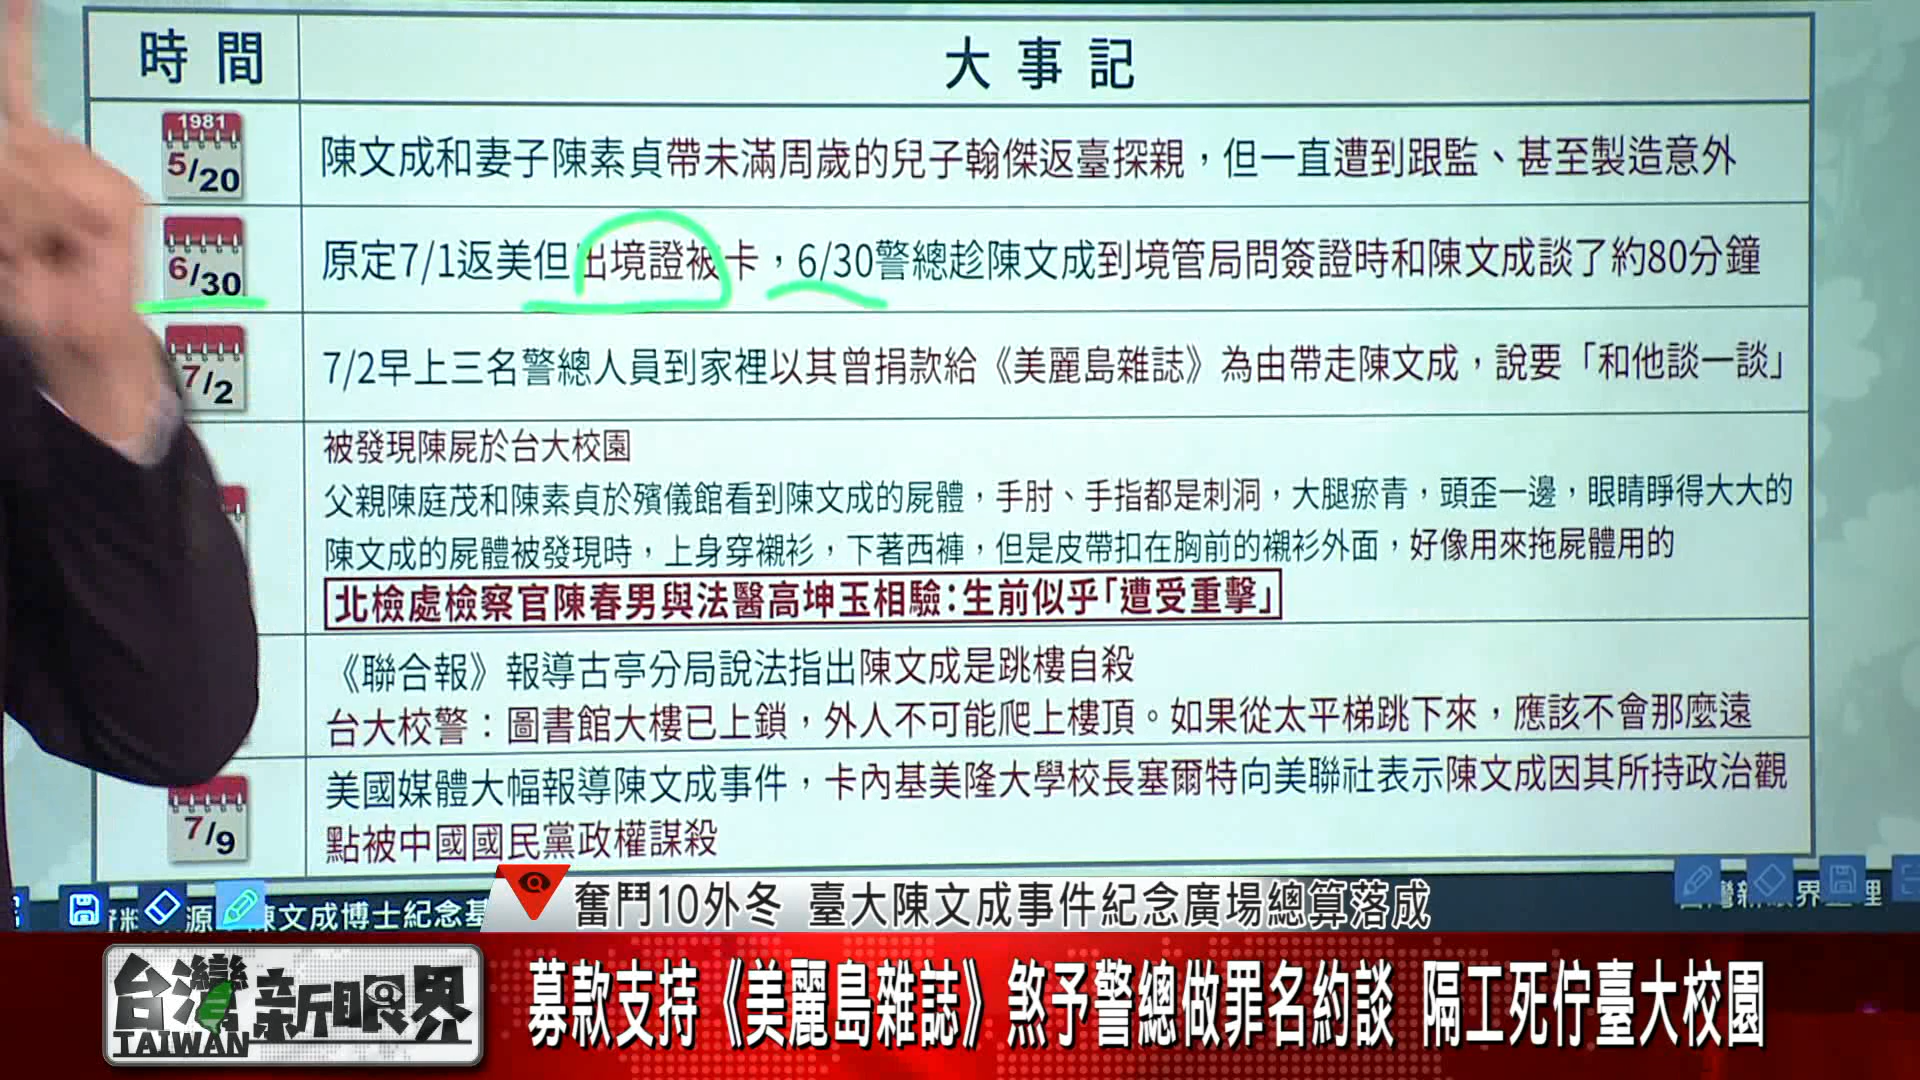 時間 大事記
1981 5/20 陳文成和妻子陳素貞帶未滿周歲的兒子翰傑返臺探親，但一直遭到跟監、甚至製造意外
6/30 原定7/1返美但出境證被卡，6/30警總趁陳文成到境管局問簽證時和陳文成談了約80分鐘
7/2 7/2早上三名警總人員到家裡以其曾捐款給《美麗島雜誌》為由帶走陳文成，說要「和他談一談」
被發現陳屍於台大校園
父親陳庭茂和陳素貞於殯儀館看到陳文成的屍體，手肘、手指都是刺洞，大腿瘀青，頭歪一邊，眼睛睜得大大的
陳文成的屍體被發現時，上身穿襯衫，下著西褲，但是皮帶扣在胸前的襯衫外面，好像用來拖屍體用的
北檢處檢察官陳春男與法醫高坤玉相驗：生前似乎「遭受重擊」
《聯合報》報導古亭分局說法指出陳文成是跳樓自殺
台大校警：圖書館大樓已上鎖，外人不可能爬上樓頂。如果從太平梯跳下來，應該不會那麼遠
7/9 美國媒體大幅報導陳文成事件，卡內基美隆大學校長塞爾特向美聯社表示陳文成因其所持政治觀
點被中國國民黨政權謀殺
源 陳文成博士紀念基
奮鬥10外冬 臺大陳文成事件紀念廣場總算落成
台灣新眼界
TAIWAN
募款支持《美麗島雜誌》煞予警總做罪名約談 隔工死佇臺大校園